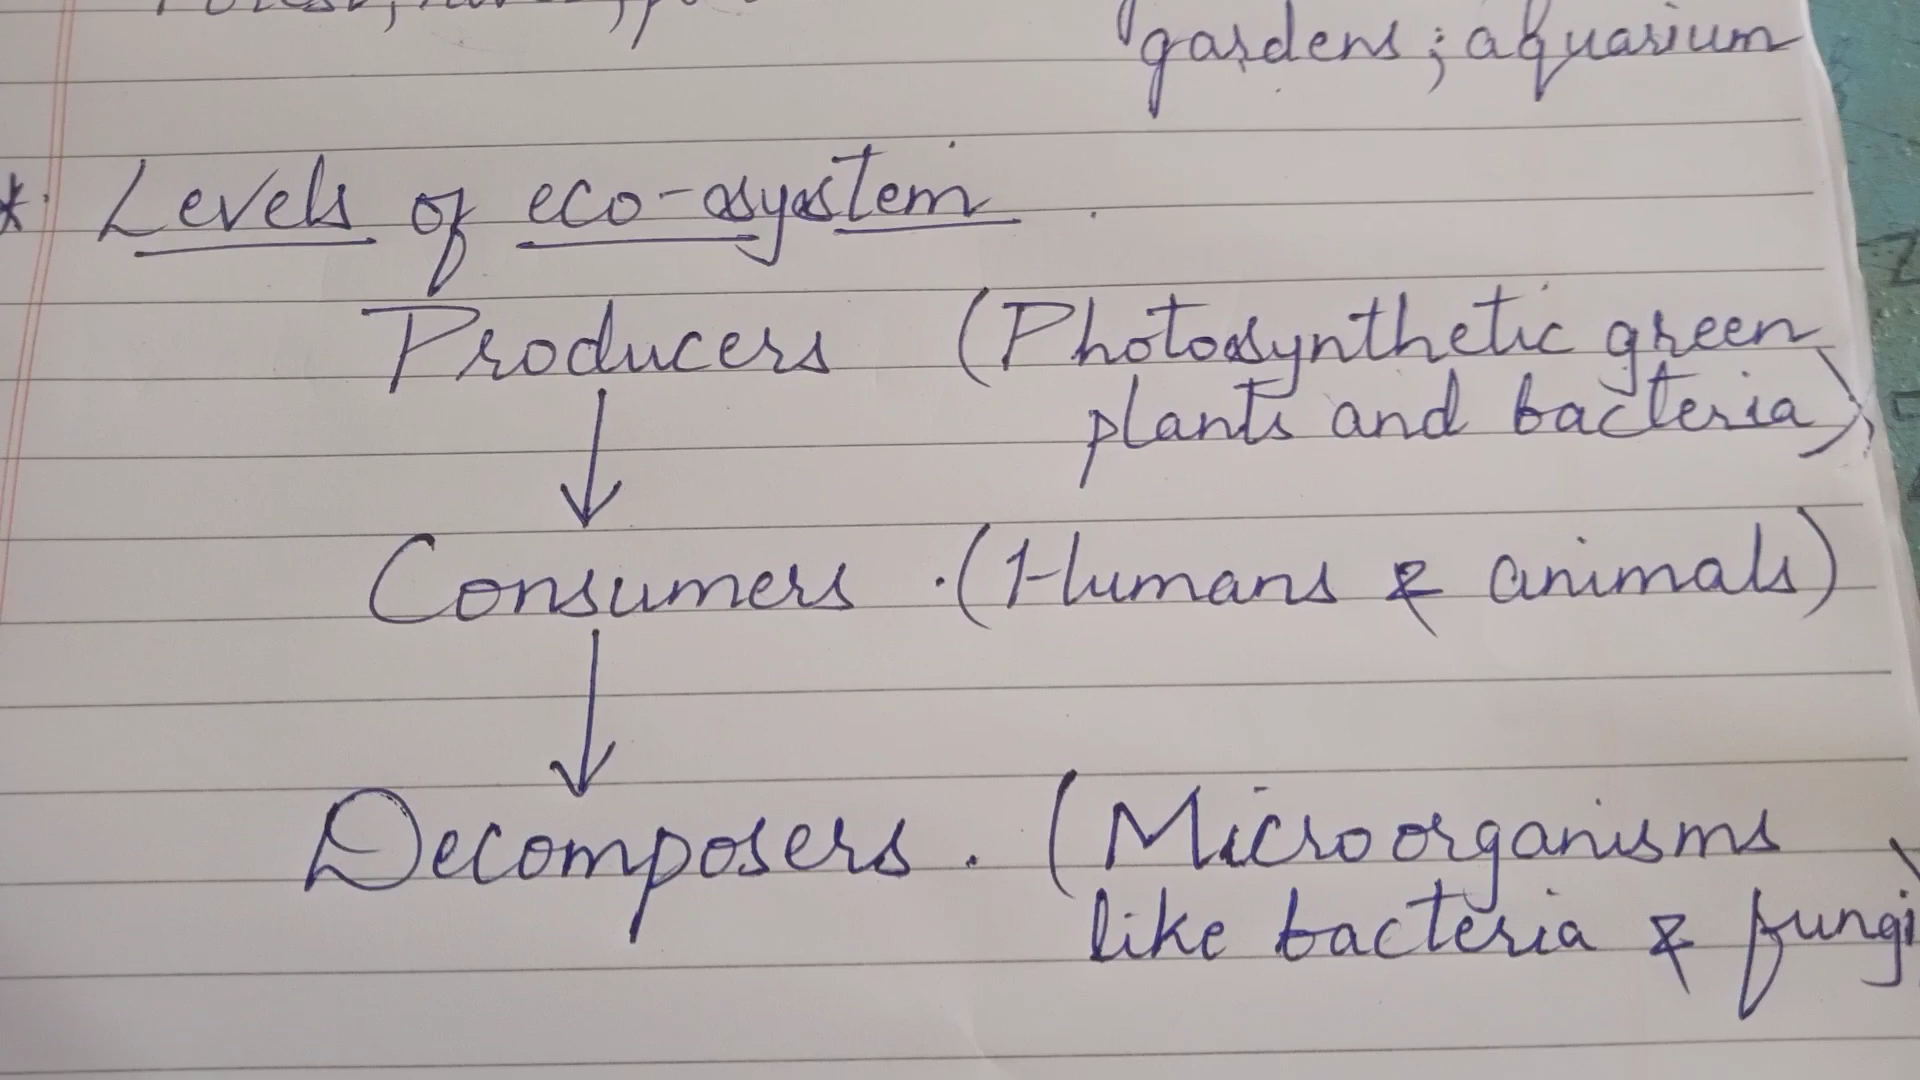 gardens; aquarium
* Levels of eco-system
Producers (Photosynthetic green
plants and bacteria)
Consumers . (Humans & animals)
Decomposers . (Microorganisms
like bacteria & fungi)